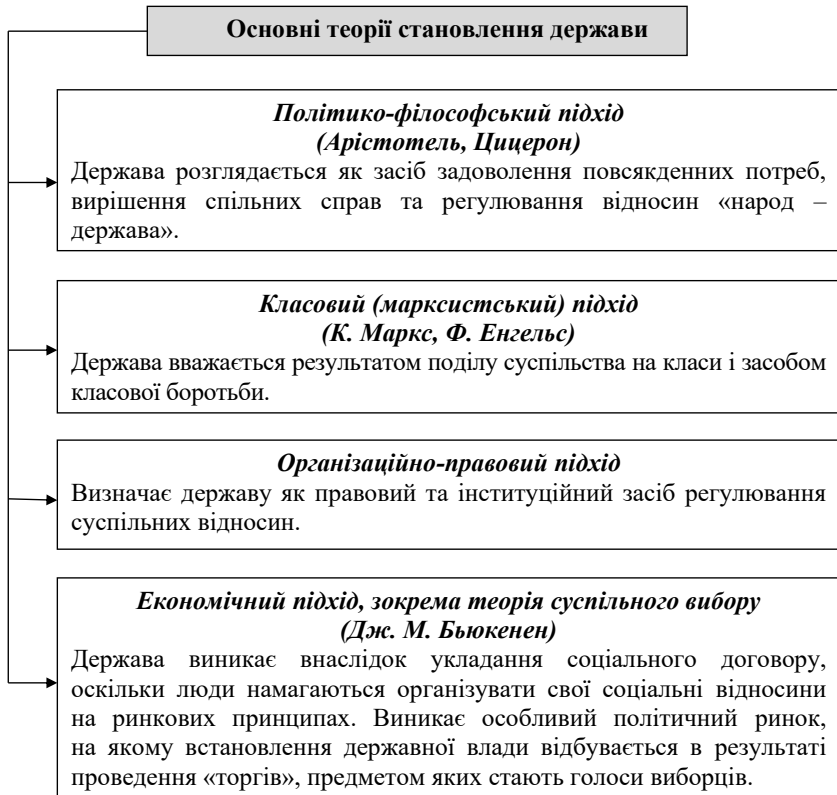 Основні теорії становлення держави
Політико-філософський підхід
(Арістотель, Цицерон)
Держава розглядається як засіб задоволення повсякденних потреб,
вирішення спільних справ та регулювання відносин «народ –
держава».
Класовий (марксистський) підхід
(К. Маркс, Ф. Енгельс)
Держава вважається результатом поділу суспільства на класи і засобом
класової боротьби.
Організаційно-правовий підхід
Визначає державу як правовий та інституційний засіб регулювання
суспільних відносин.
Економічний підхід, зокрема теорія суспільного вибору
(Дж. М. Бьюкенен)
Держава виникає внаслідок укладання соціального договору,
оскільки люди намагаються організувати свої соціальні відносини
на ринкових принципах. Виникає особливий політичний ринок,
на якому встановлення державної влади відбувається в результаті
проведення «торгів», предметом яких стають голоси виборців.